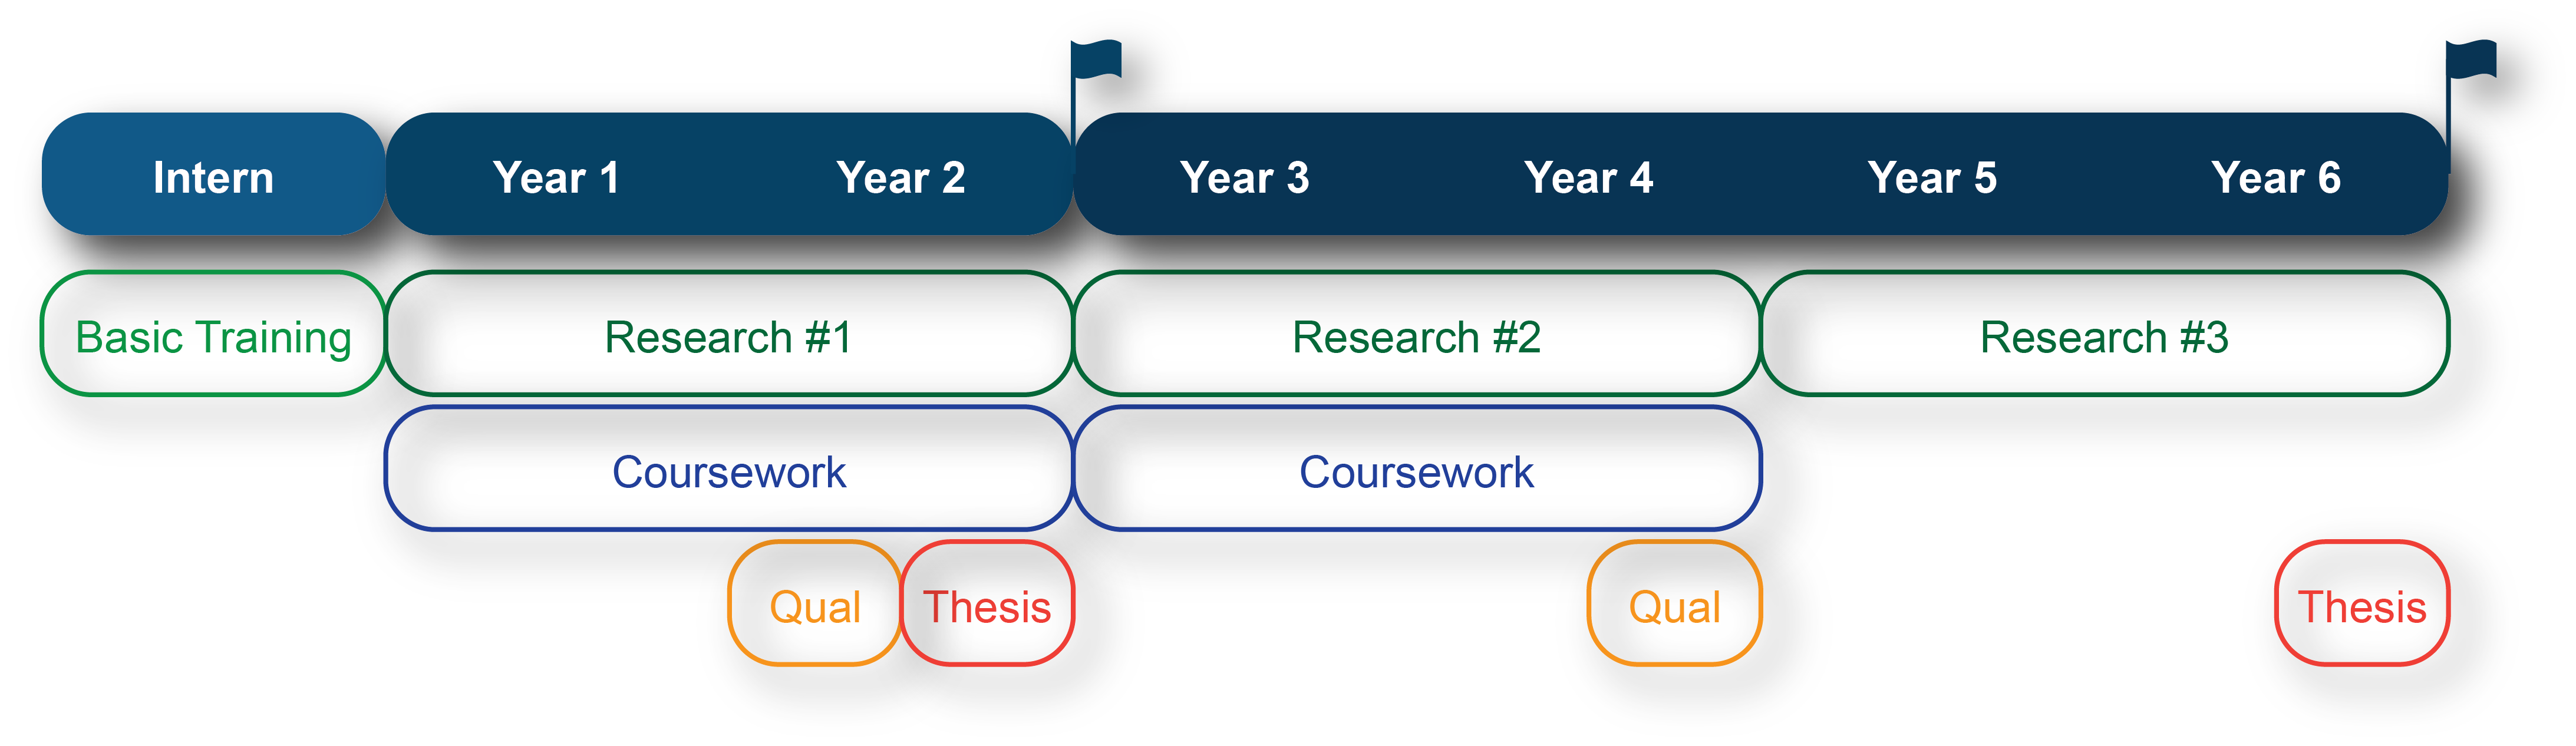 Intern
Year 1
Year 2
Year 3
Year 4
Year 5
Year 6
Basic Training
Research #1
Research #2
Research #3
Coursework
Coursework
Qual
Thesis
Qual
Thesis